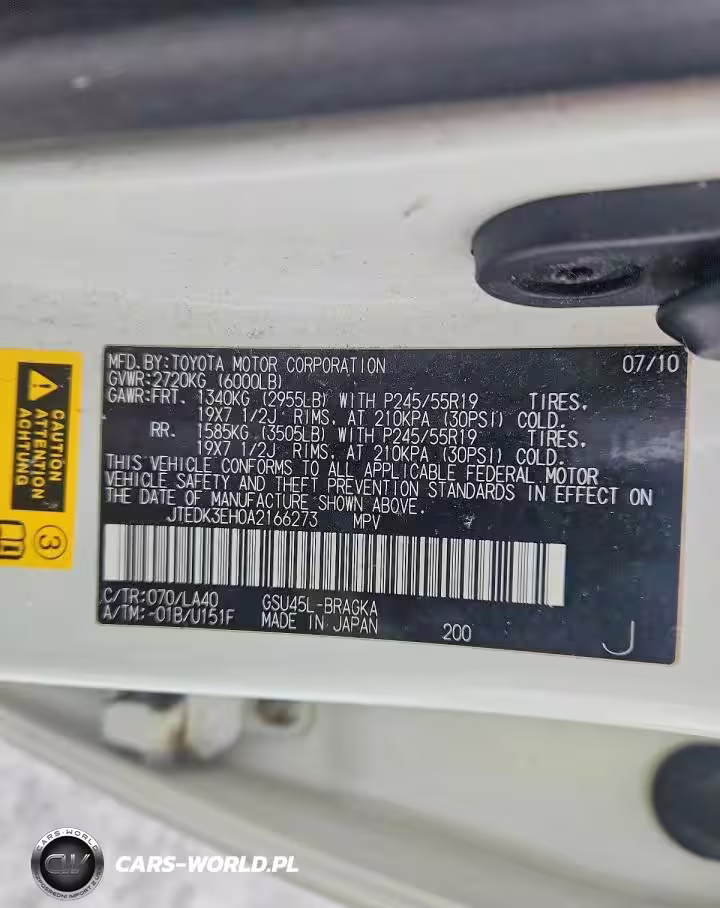 MFD.BY:TOYOTA MOTOR CORPORATION 07/10
GVWR:2720KG (6000LB)
GAWR:FRT. 1340KG (2955LB) WITH P245/55R19 TIRES,
19X7 1/2J RIMS, AT 210KPA (30PSI) COLD.
RR. 1585KG (3505LB) WITH P245/55R19 TIRES,
19X7 1/2J RIMS, AT 210KPA (30PSI) COLD.
THIS VEHICLE CONFORMS TO ALL APPLICABLE FEDERAL MOTOR
VEHICLE SAFETY AND THEFT PREVENTION STANDARDS IN EFFECT ON
THE DATE OF MANUFACTURE SHOWN ABOVE.
JTEDK3EH0A2166273 MPV
C/TR:070/LA40 GSU45L-BRAGKA
A/TM:-01B/U151F MADE IN JAPAN 200 J
CAUTION
ATTENTION
ACHTUNG
3
CARS-WORLD
CW
CARS-WORLD.PL